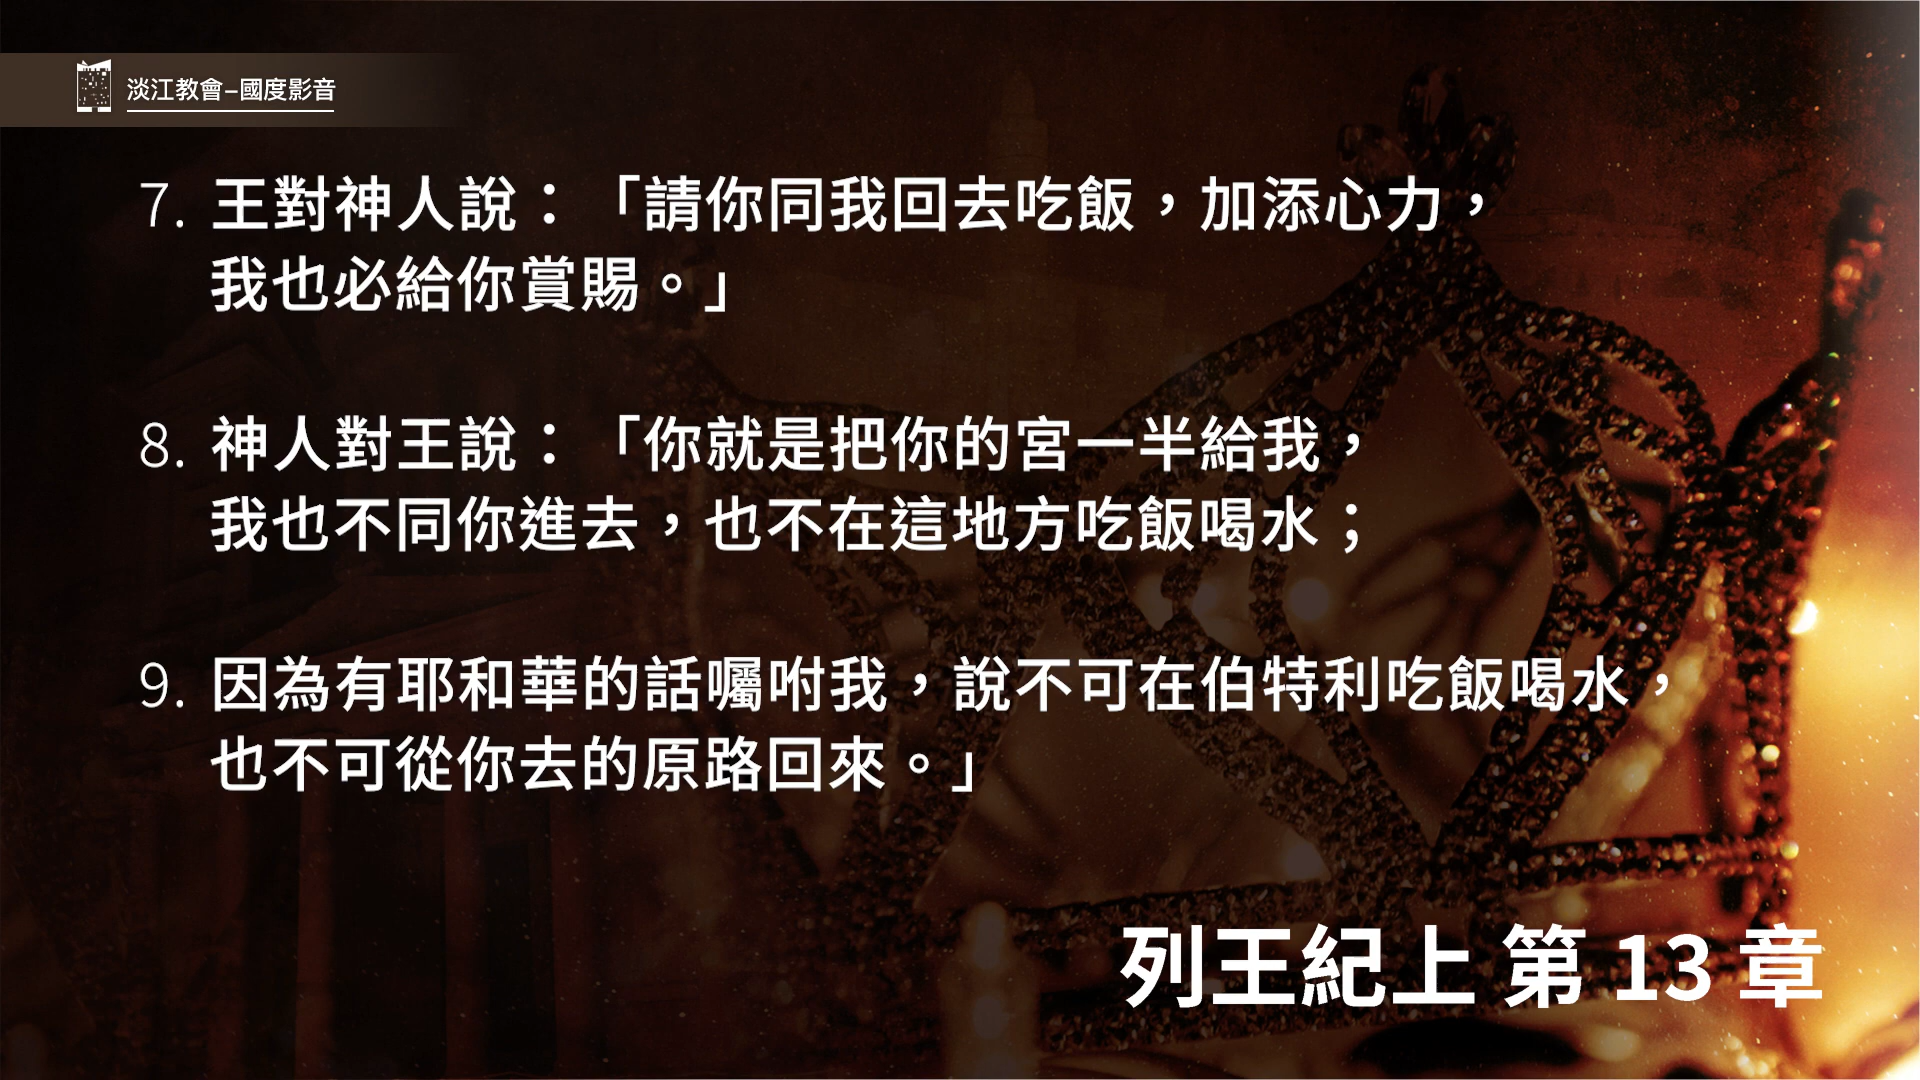 淡江教會–國度影音
7. 王對神人說：「請你同我回去吃飯，加添心力，
我也必給你賞賜。」
8. 神人對王說：「你就是把你的宮一半給我，
我也不同你進去，也不在這地方吃飯喝水；
9. 因為有耶和華的話囑咐我，說不可在伯特利吃飯喝水，
也不可從你去的原路回來。」
列王紀上 第 13 章